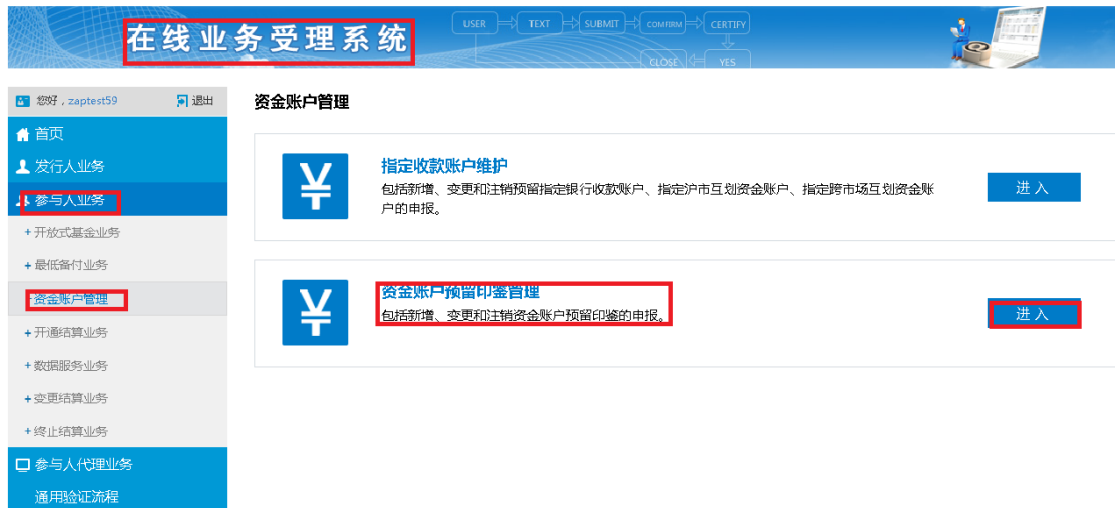 在线业务受理系统
USER TEXT SUBMIT COMFIRM CERTIFY
CLOSE YES
您好，zaptest59 退出
首页
发行人业务
参与人业务
+开放式基金业务
+最低备付业务
资金账户管理
+开通结算业务
+数据服务业务
+变更结算业务
+终止结算业务
参与人代理业务
通用验证流程
资金账户管理
指定收款账户维护
包括新增、变更和注销预留指定银行收款账户、指定沪市互划资金账户、指定跨市场互划资金账
户的申报。
进入
资金账户预留印鉴管理
包括新增、变更和注销资金账户预留印鉴的申报。
进入